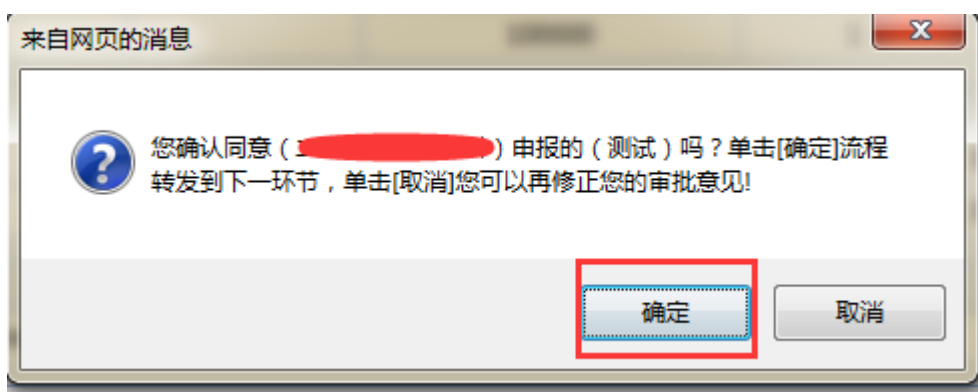 来自网页的消息
您确认同意（）申报的（测试）吗？单击[确定]流程
转发到下一环节，单击[取消]您可以再修正您的审批意见!
确定
取消